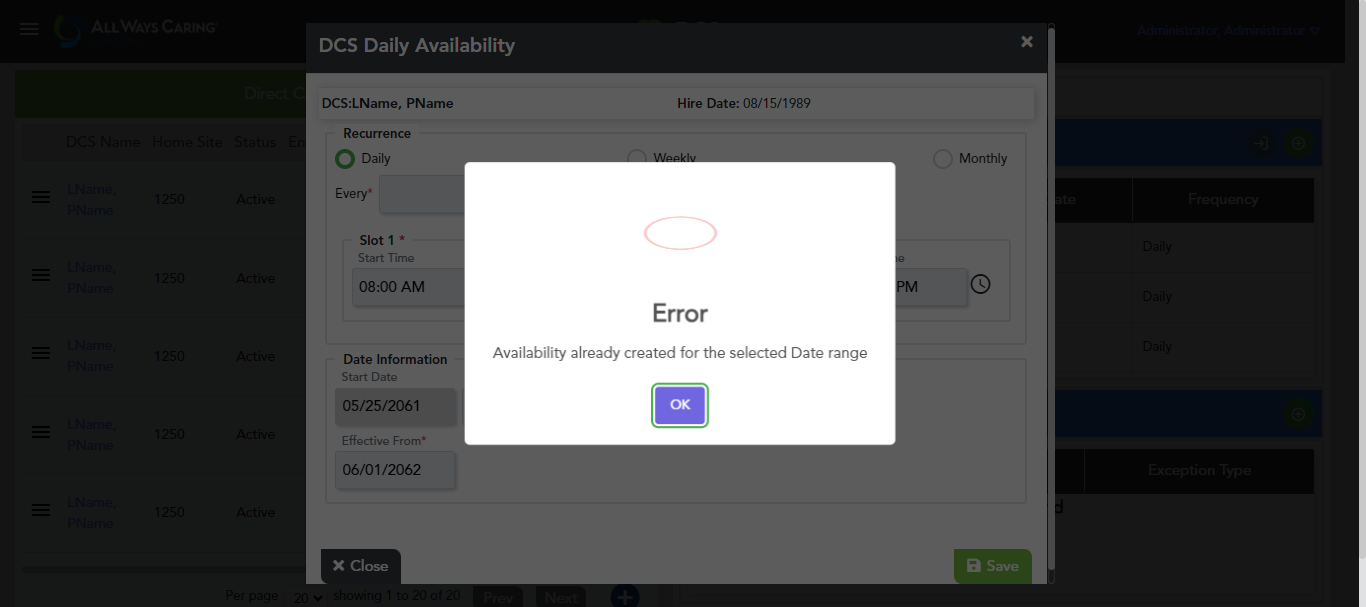 ALL WAYS CARING
Administrator, Administrator
DCS Daily Availability
Direct C
DCS:LName, PName
Hire Date: 08/15/1989
DCS Name Home Site Status Em
Recurrence
Daily
Weekly
Monthly
Every*
LName,
PName
1250
Active
ate
Frequency
Slot 1 *
Start Time
ne
08:00 AM
PM
Daily
LName,
PName
1250
Active
Daily
Error
Availability already created for the selected Date range
OK
LName,
PName
1250
Active
Daily
Date Information
Start Date
05/25/2061
Effective From*
06/01/2062
LName,
PName
1250
Active
Exception Type
d
LName,
PName
1250
Active
Close
Save
Per page
20
showing 1 to 20 of 20
Prev
Next